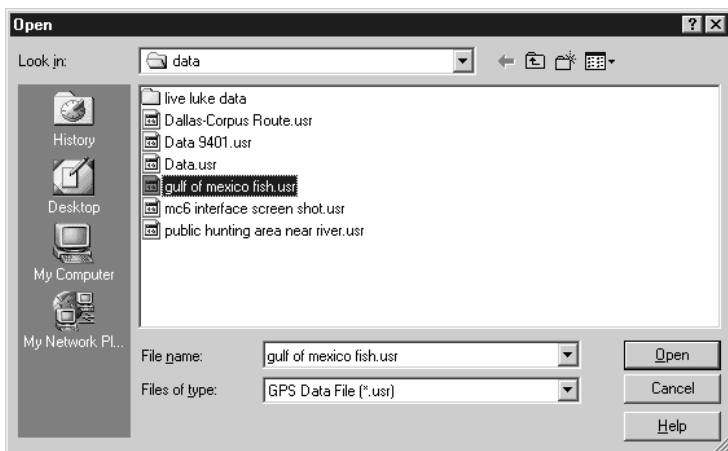 Open
Look in:
data
History
Desktop
My Computer
My Network Pl...
live luke data
Dallas-Corpus Route.usr
Data 9401.usr
Data.usr
gulf of mexico fish.usr
mc6 interface screen shot.usr
public hunting area near river.usr
File name:
gulf of mexico fish.usr
Open
Files of type:
GPS Data File (*.usr)
Cancel
Help